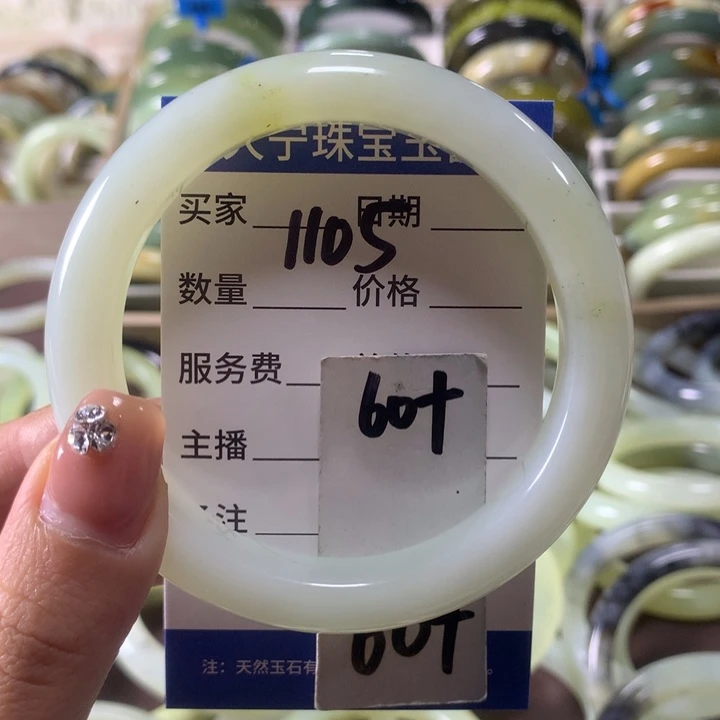 宁珠宝玉
买家 日期
1105
数量 价格
服务费
60+
主播
注
60+
注：天然玉石有